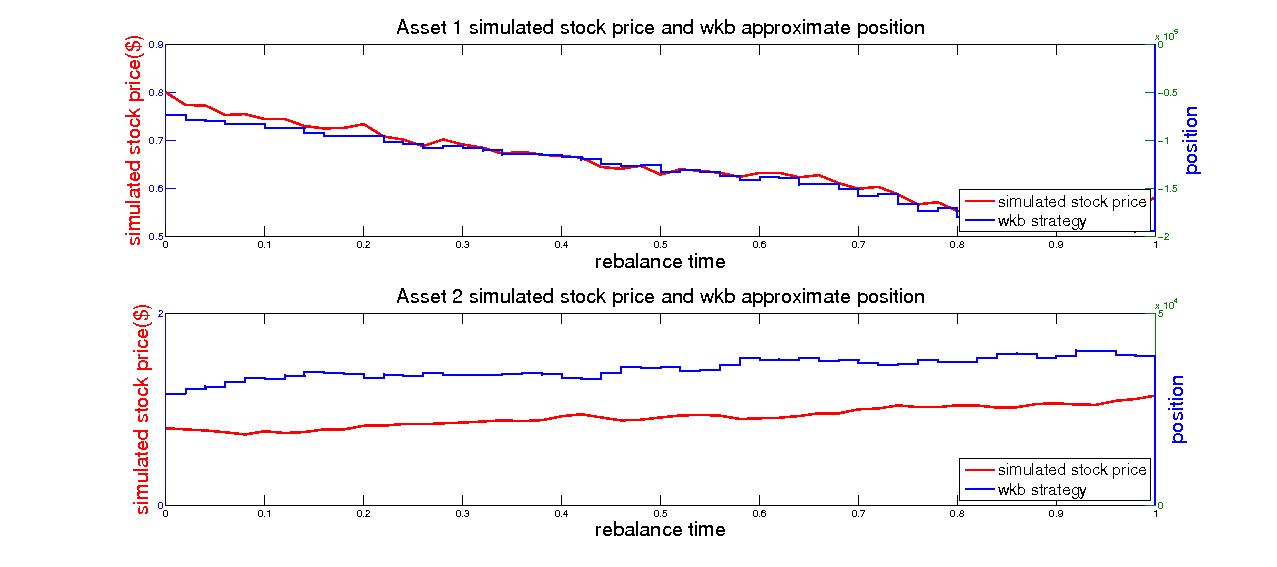 Asset 1 simulated stock price and wkb approximate position
x 10^5
simulated stock price($)
0.9
0.8
0.7
0.6
0.5
0
-0.5
-1
-1.5
-2
position
simulated stock price
wkb strategy
0 0.1 0.2 0.3 0.4 0.5 0.6 0.7 0.8 0.9 1
rebalance time
Asset 2 simulated stock price and wkb approximate position
x 10^4
simulated stock price($)
2
0
5
0
position
simulated stock price
wkb strategy
0 0.1 0.2 0.3 0.4 0.5 0.6 0.7 0.8 0.9 1
rebalance time